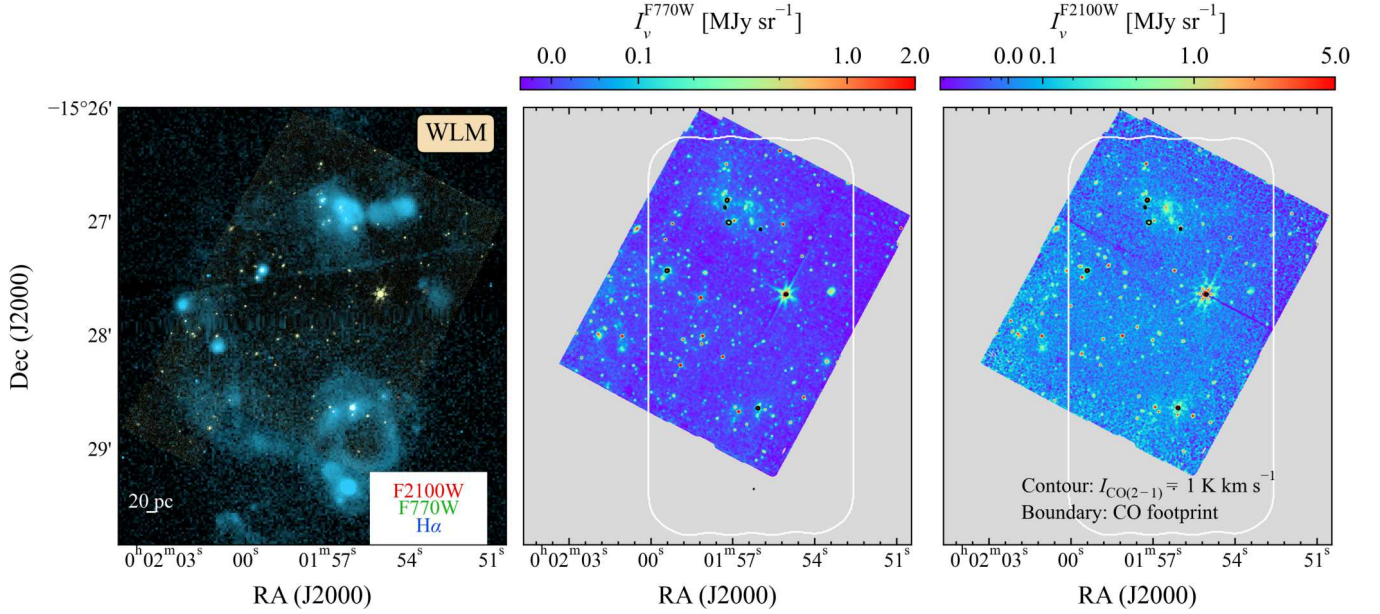 I_ν^F770W [MJy sr⁻¹]
I_ν^F2100W [MJy sr⁻¹]
0.0 0.1 1.0 2.0
0.0 0.1 1.0 5.0
−15°26′
27′
28′
29′
Dec (J2000)
WLM
20 pc
F2100W
F770W
Hα
Contour: I_CO(2−1) = 1 K km s⁻¹
Boundary: CO footprint
0ʰ02ᵐ03ˢ 00ˢ 01ᵐ57ˢ 54ˢ 51ˢ
0ʰ02ᵐ03ˢ 00ˢ 01ᵐ57ˢ 54ˢ 51ˢ
0ʰ02ᵐ03ˢ 00ˢ 01ᵐ57ˢ 54ˢ 51ˢ
RA (J2000)
RA (J2000)
RA (J2000)